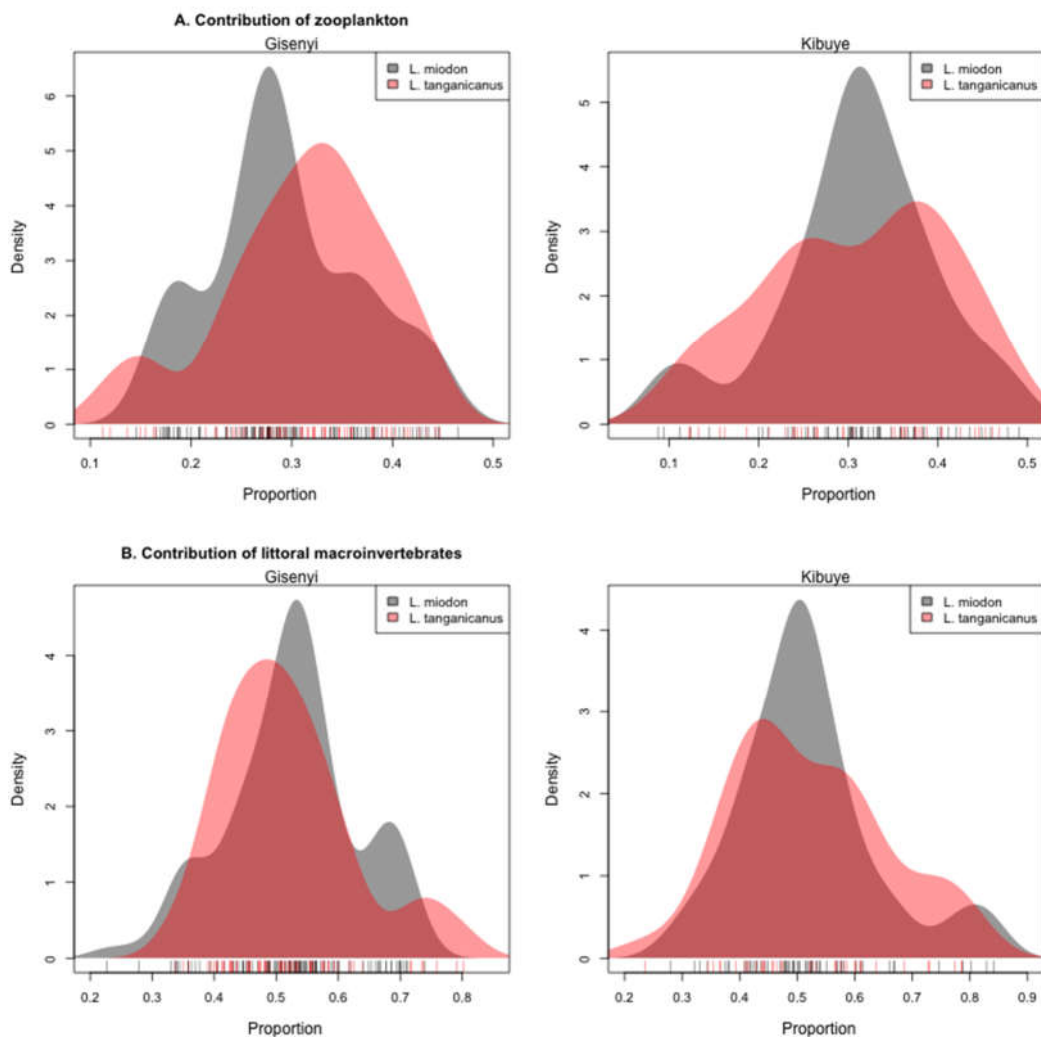 A. Contribution of zooplankton
Gisenyi
L. miodon
L. tanganicanus
Density
0
1
2
3
4
5
6
0.1
0.2
0.3
0.4
0.5
Proportion
Kibuye
L. miodon
L. tanganicanus
Density
0
1
2
3
4
5
0.1
0.2
0.3
0.4
0.5
Proportion
B. Contribution of littoral macroinvertebrates
Gisenyi
L. miodon
L. tanganicanus
Density
0
1
2
3
4
0.2
0.3
0.4
0.5
0.6
0.7
0.8
Proportion
Kibuye
L. miodon
L. tanganicanus
Density
0
1
2
3
4
0.2
0.3
0.4
0.5
0.6
0.7
0.8
0.9
Proportion